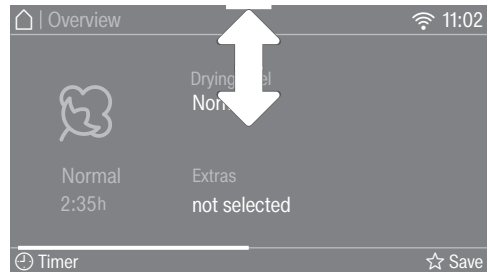 | Overview
11:02
Drying
Normal
2:35h
Extras
not selected
Timer
Save